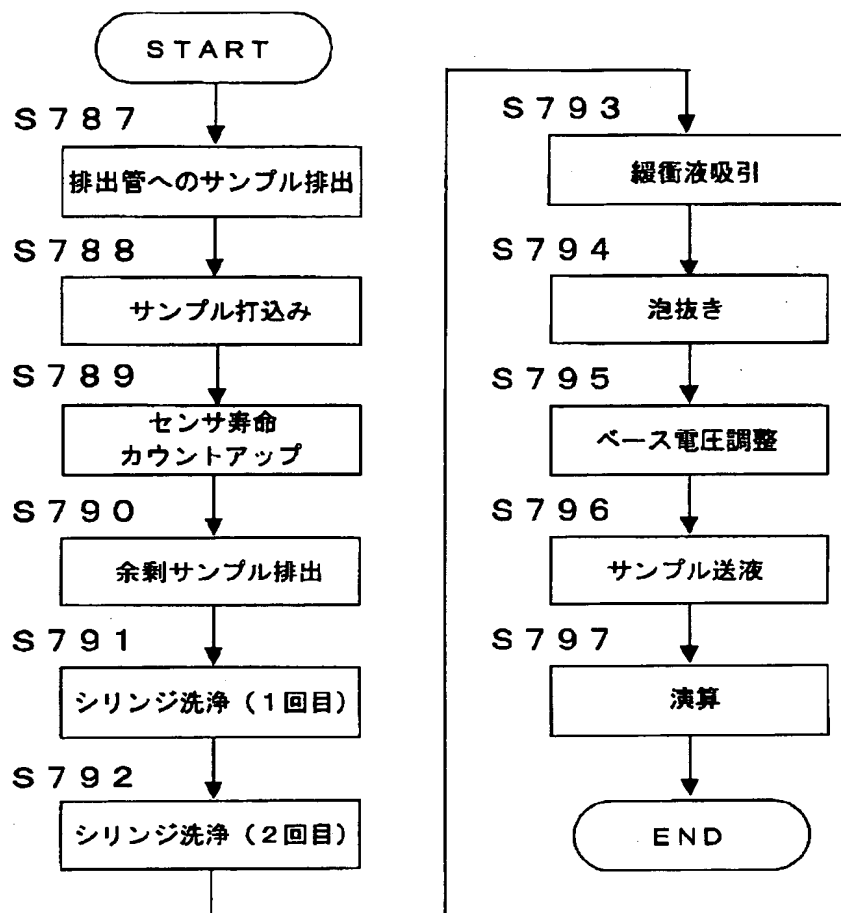 START
S787
排出管へのサンプル排出
S788
サンプル打込み
S789
センサ寿命
カウントアップ
S790
余剰サンプル排出
S791
シリンジ洗浄（1回目）
S792
シリンジ洗浄（2回目）
S793
緩衝液吸引
S794
泡抜き
S795
ベース電圧調整
S796
サンプル送液
S797
演算
END